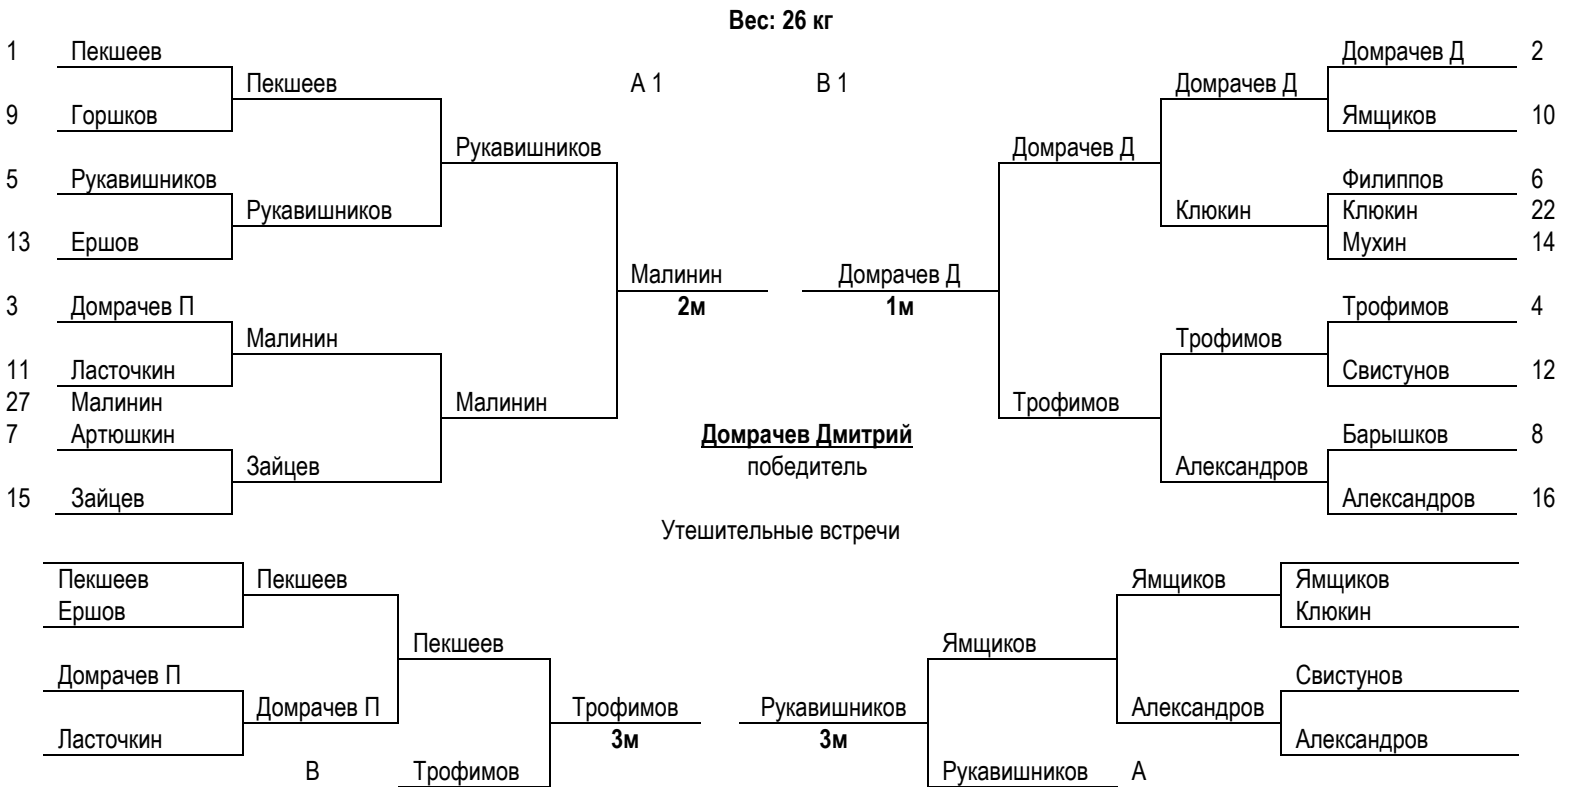 Вес: 26 кг
1 Пекшеев Домрачев Д 2
Пекшеев А 1 В 1 Домрачев Д
9 Горшков Ямщиков 10
Рукавишников Домрачев Д
5 Рукавишников Филиппов 6
Рукавишников Клюкин Клюкин 22
13 Ершов Мухин 14
Малинин Домрачев Д
3 Домрачев П 2м 1м Трофимов 4
Малинин Трофимов
11 Ласточкин Свистунов 12
27 Малинин Малинин Трофимов
7 Артюшкин Домрачев Дмитрий Барышков 8
Зайцев победитель Александров
15 Зайцев Александров 16
Утешительные встречи
Пекшеев Пекшеев Ямщиков Ямщиков
Ершов Клюкин
Пекшеев Ямщиков
Домрачев П Свистунов
Домрачев П Трофимов Рукавишников Александров
Ласточкин 3м 3м Александров
В Трофимов Рукавишников А